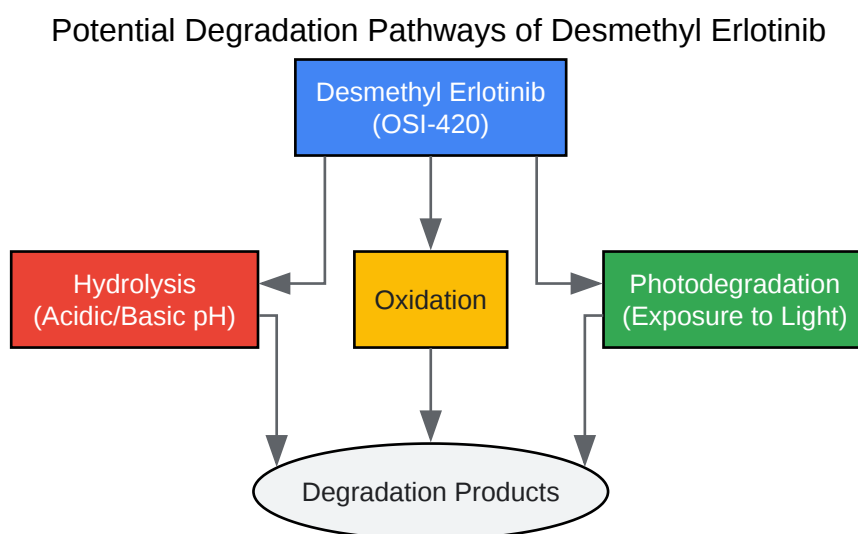 Potential Degradation Pathways of Desmethyl Erlotinib
Desmethyl Erlotinib
(OSI-420)
Hydrolysis
(Acidic/Basic pH)
Oxidation
Photodegradation
(Exposure to Light)
Degradation Products